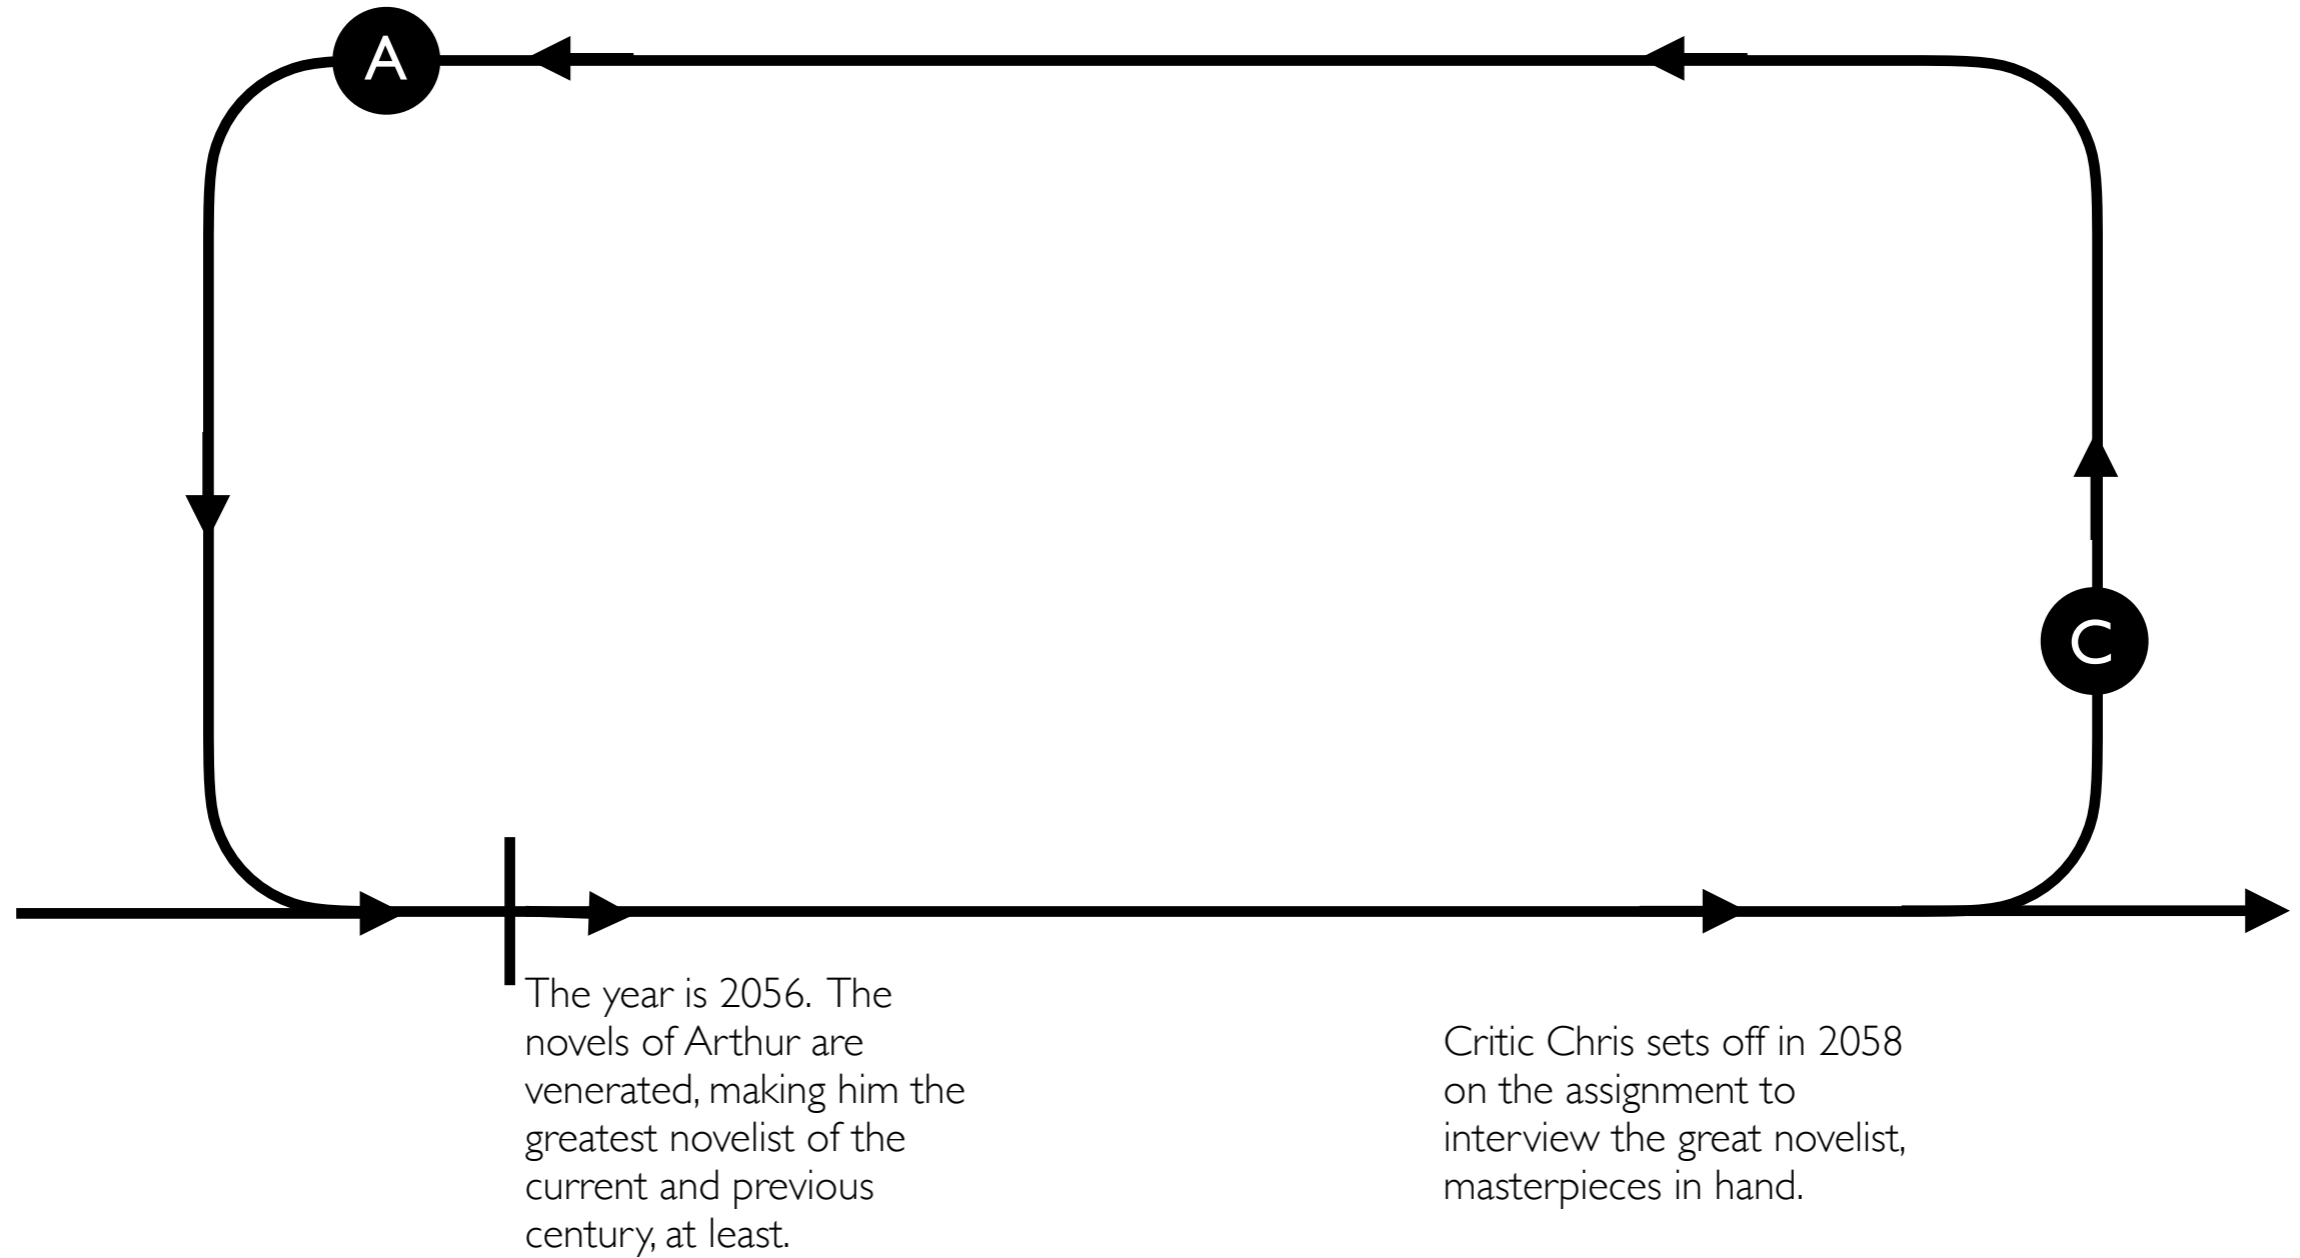 A
C
The year is 2056. The
novels of Arthur are
venerated, making him the
greatest novelist of the
current and previous
century, at least.
Critic Chris sets off in 2058
on the assignment to
interview the great novelist,
masterpieces in hand.